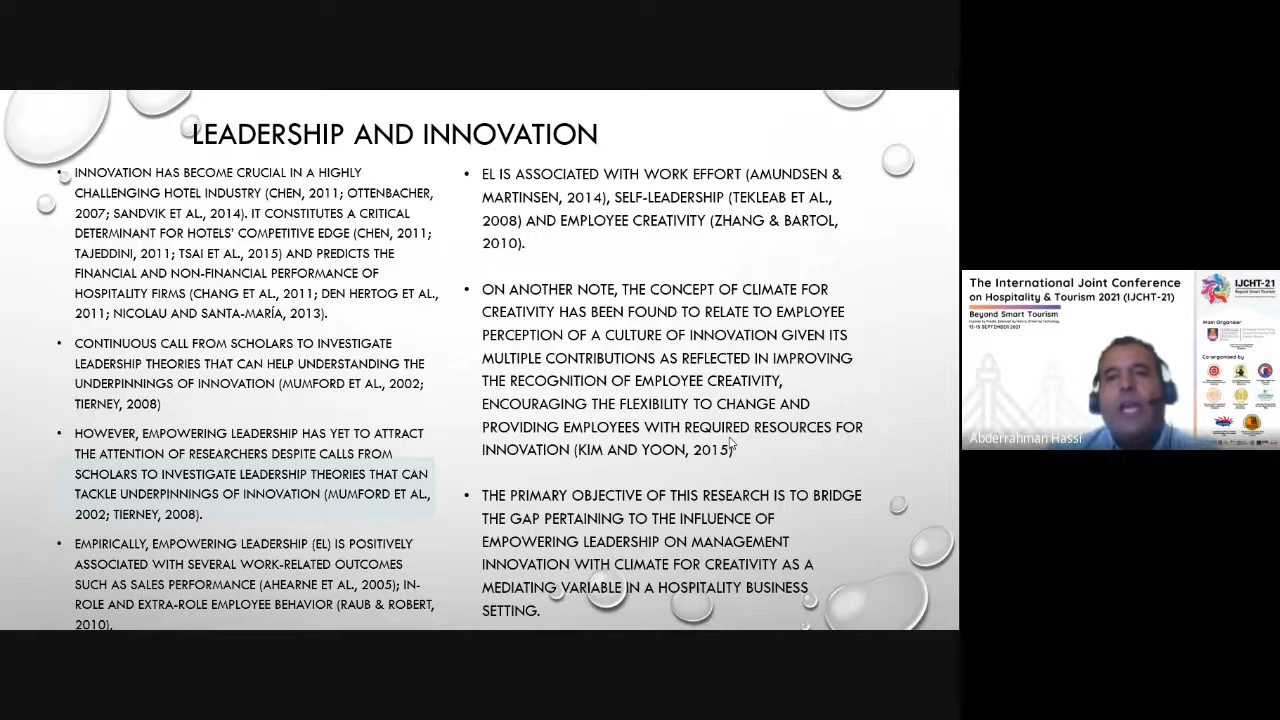 LEADERSHIP AND INNOVATION
• INNOVATION HAS BECOME CRUCIAL IN A HIGHLY
CHALLENGING HOTEL INDUSTRY (CHEN, 2011; OTTENBACHER,
2007; SANDVIK ET AL., 2014). IT CONSTITUTES A CRITICAL
DETERMINANT FOR HOTELS' COMPETITIVE EDGE (CHEN, 2011;
TAJEDDINI, 2011; TSAI ET AL., 2015) AND PREDICTS THE
FINANCIAL AND NON-FINANCIAL PERFORMANCE OF
HOSPITALITY FIRMS (CHANG ET AL., 2011; DEN HERTOG ET AL.,
2011; NICOLAU AND SANTA-MARÍA, 2013).
• CONTINUOUS CALL FROM SCHOLARS TO INVESTIGATE
LEADERSHIP THEORIES THAT CAN HELP UNDERSTANDING THE
UNDERPINNINGS OF INNOVATION (MUMFORD ET AL., 2002;
TIERNEY, 2008)
• HOWEVER, EMPOWERING LEADERSHIP HAS YET TO ATTRACT
THE ATTENTION OF RESEARCHERS DESPITE CALLS FROM
SCHOLARS TO INVESTIGATE LEADERSHIP THEORIES THAT CAN
TACKLE UNDERPINNINGS OF INNOVATION (MUMFORD ET AL.,
2002; TIERNEY, 2008).
• EMPIRICALLY, EMPOWERING LEADERSHIP (EL) IS POSITIVELY
ASSOCIATED WITH SEVERAL WORK-RELATED OUTCOMES
SUCH AS SALES PERFORMANCE (AHEARNE ET AL., 2005); IN-
ROLE AND EXTRA-ROLE EMPLOYEE BEHAVIOR (RAUB & ROBERT,
2010).
• EL IS ASSOCIATED WITH WORK EFFORT (AMUNDSEN &
MARTINSEN, 2014), SELF-LEADERSHIP (TEKLEAB ET AL.,
2008) AND EMPLOYEE CREATIVITY (ZHANG & BARTOL,
2010).
• ON ANOTHER NOTE, THE CONCEPT OF CLIMATE FOR
CREATIVITY HAS BEEN FOUND TO RELATE TO EMPLOYEE
PERCEPTION OF A CULTURE OF INNOVATION GIVEN ITS
MULTIPLE CONTRIBUTIONS AS REFLECTED IN IMPROVING
THE RECOGNITION OF EMPLOYEE CREATIVITY,
ENCOURAGING THE FLEXIBILITY TO CHANGE AND
PROVIDING EMPLOYEES WITH REQUIRED RESOURCES FOR
INNOVATION (KIM AND YOON, 2015)
• THE PRIMARY OBJECTIVE OF THIS RESEARCH IS TO BRIDGE
THE GAP PERTAINING TO THE INFLUENCE OF
EMPOWERING LEADERSHIP ON MANAGEMENT
INNOVATION WITH CLIMATE FOR CREATIVITY AS A
MEDIATING VARIABLE IN A HOSPITALITY BUSINESS
SETTING.
The International Joint Conference
on Hospitality & Tourism 2021 (IJCHT-21)
Beyond Smart Tourism
13-15 SEPTEMBER 2021
IJCHT-21
Beyond Smart Tourism
Main Organiser
Co-organised by
Abderrahman Hassi